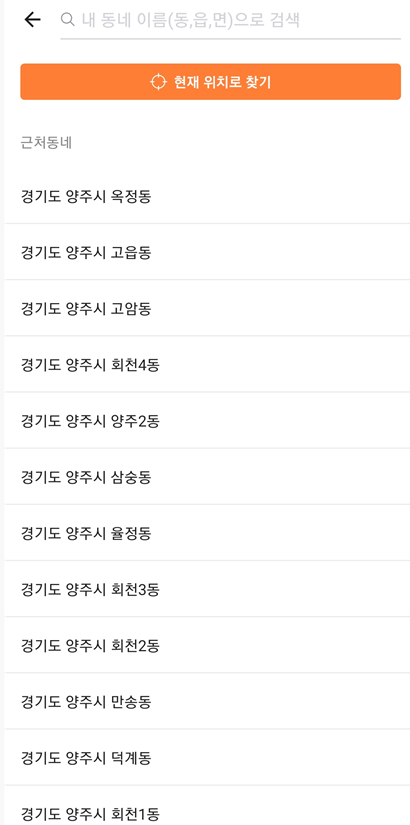 내 동네 이름(동,읍,면)으로 검색
현재 위치로 찾기
근처동네
경기도 양주시 옥정동
경기도 양주시 고읍동
경기도 양주시 고암동
경기도 양주시 회천4동
경기도 양주시 양주2동
경기도 양주시 삼숭동
경기도 양주시 율정동
경기도 양주시 회천3동
경기도 양주시 회천2동
경기도 양주시 만송동
경기도 양주시 덕계동
경기도 양주시 회천1동